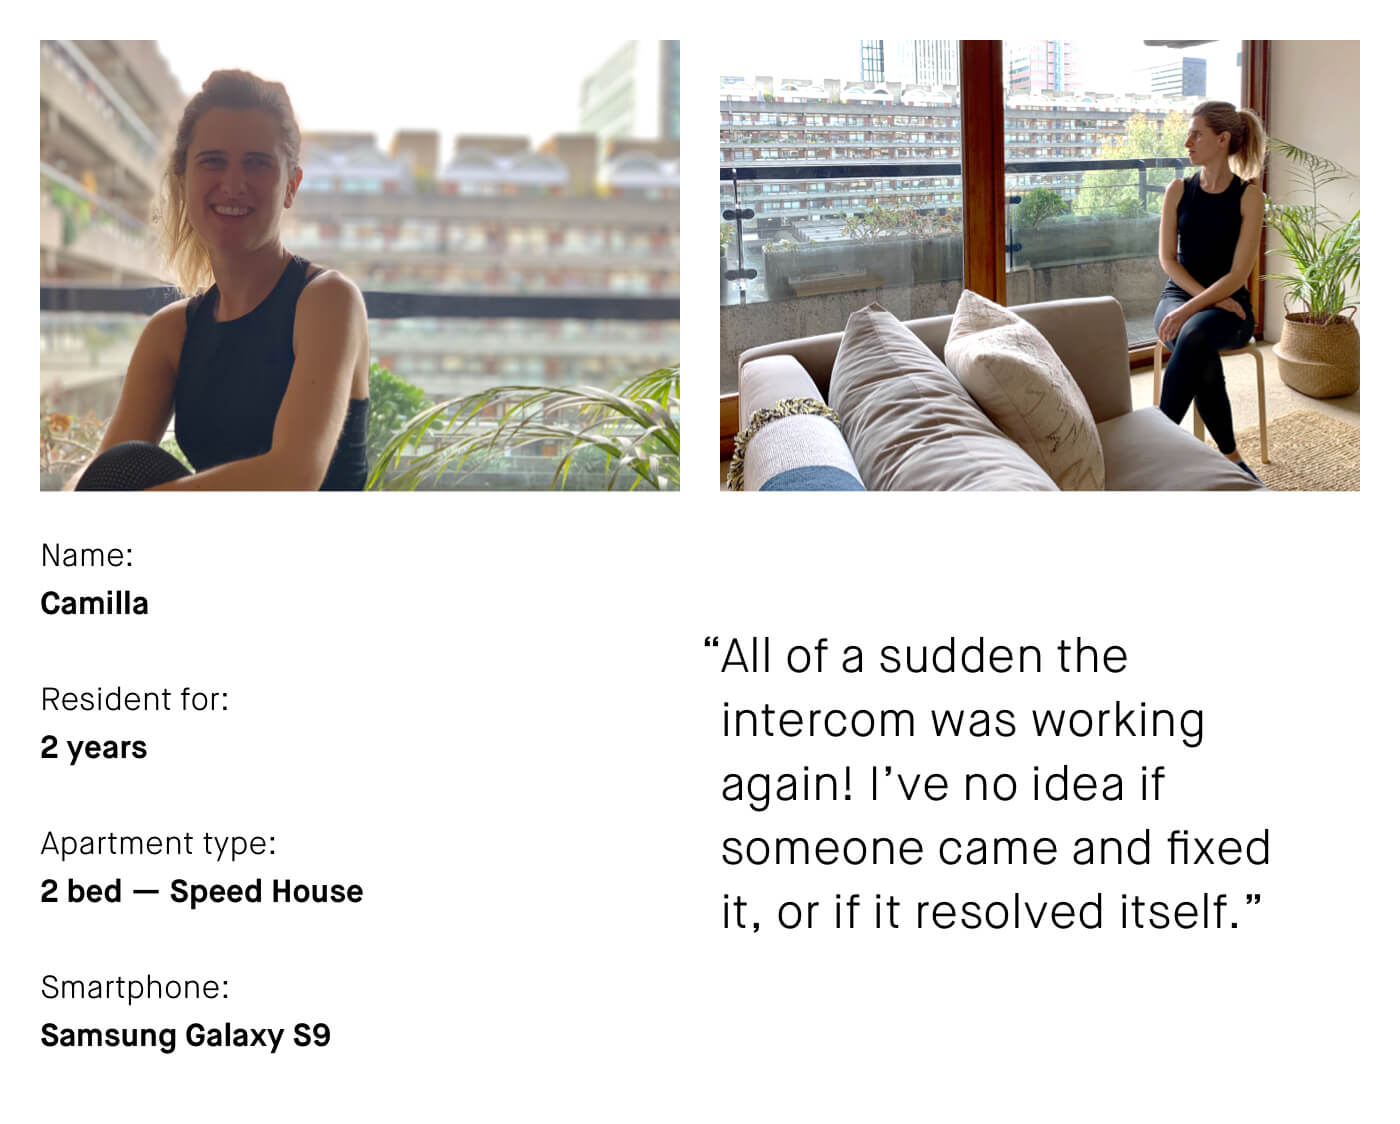 Name:
Camilla
Resident for:
2 years
Apartment type:
2 bed — Speed House
Smartphone:
Samsung Galaxy S9
“All of a sudden the
intercom was working
again! I’ve no idea if
someone came and fixed
it, or if it resolved itself.”